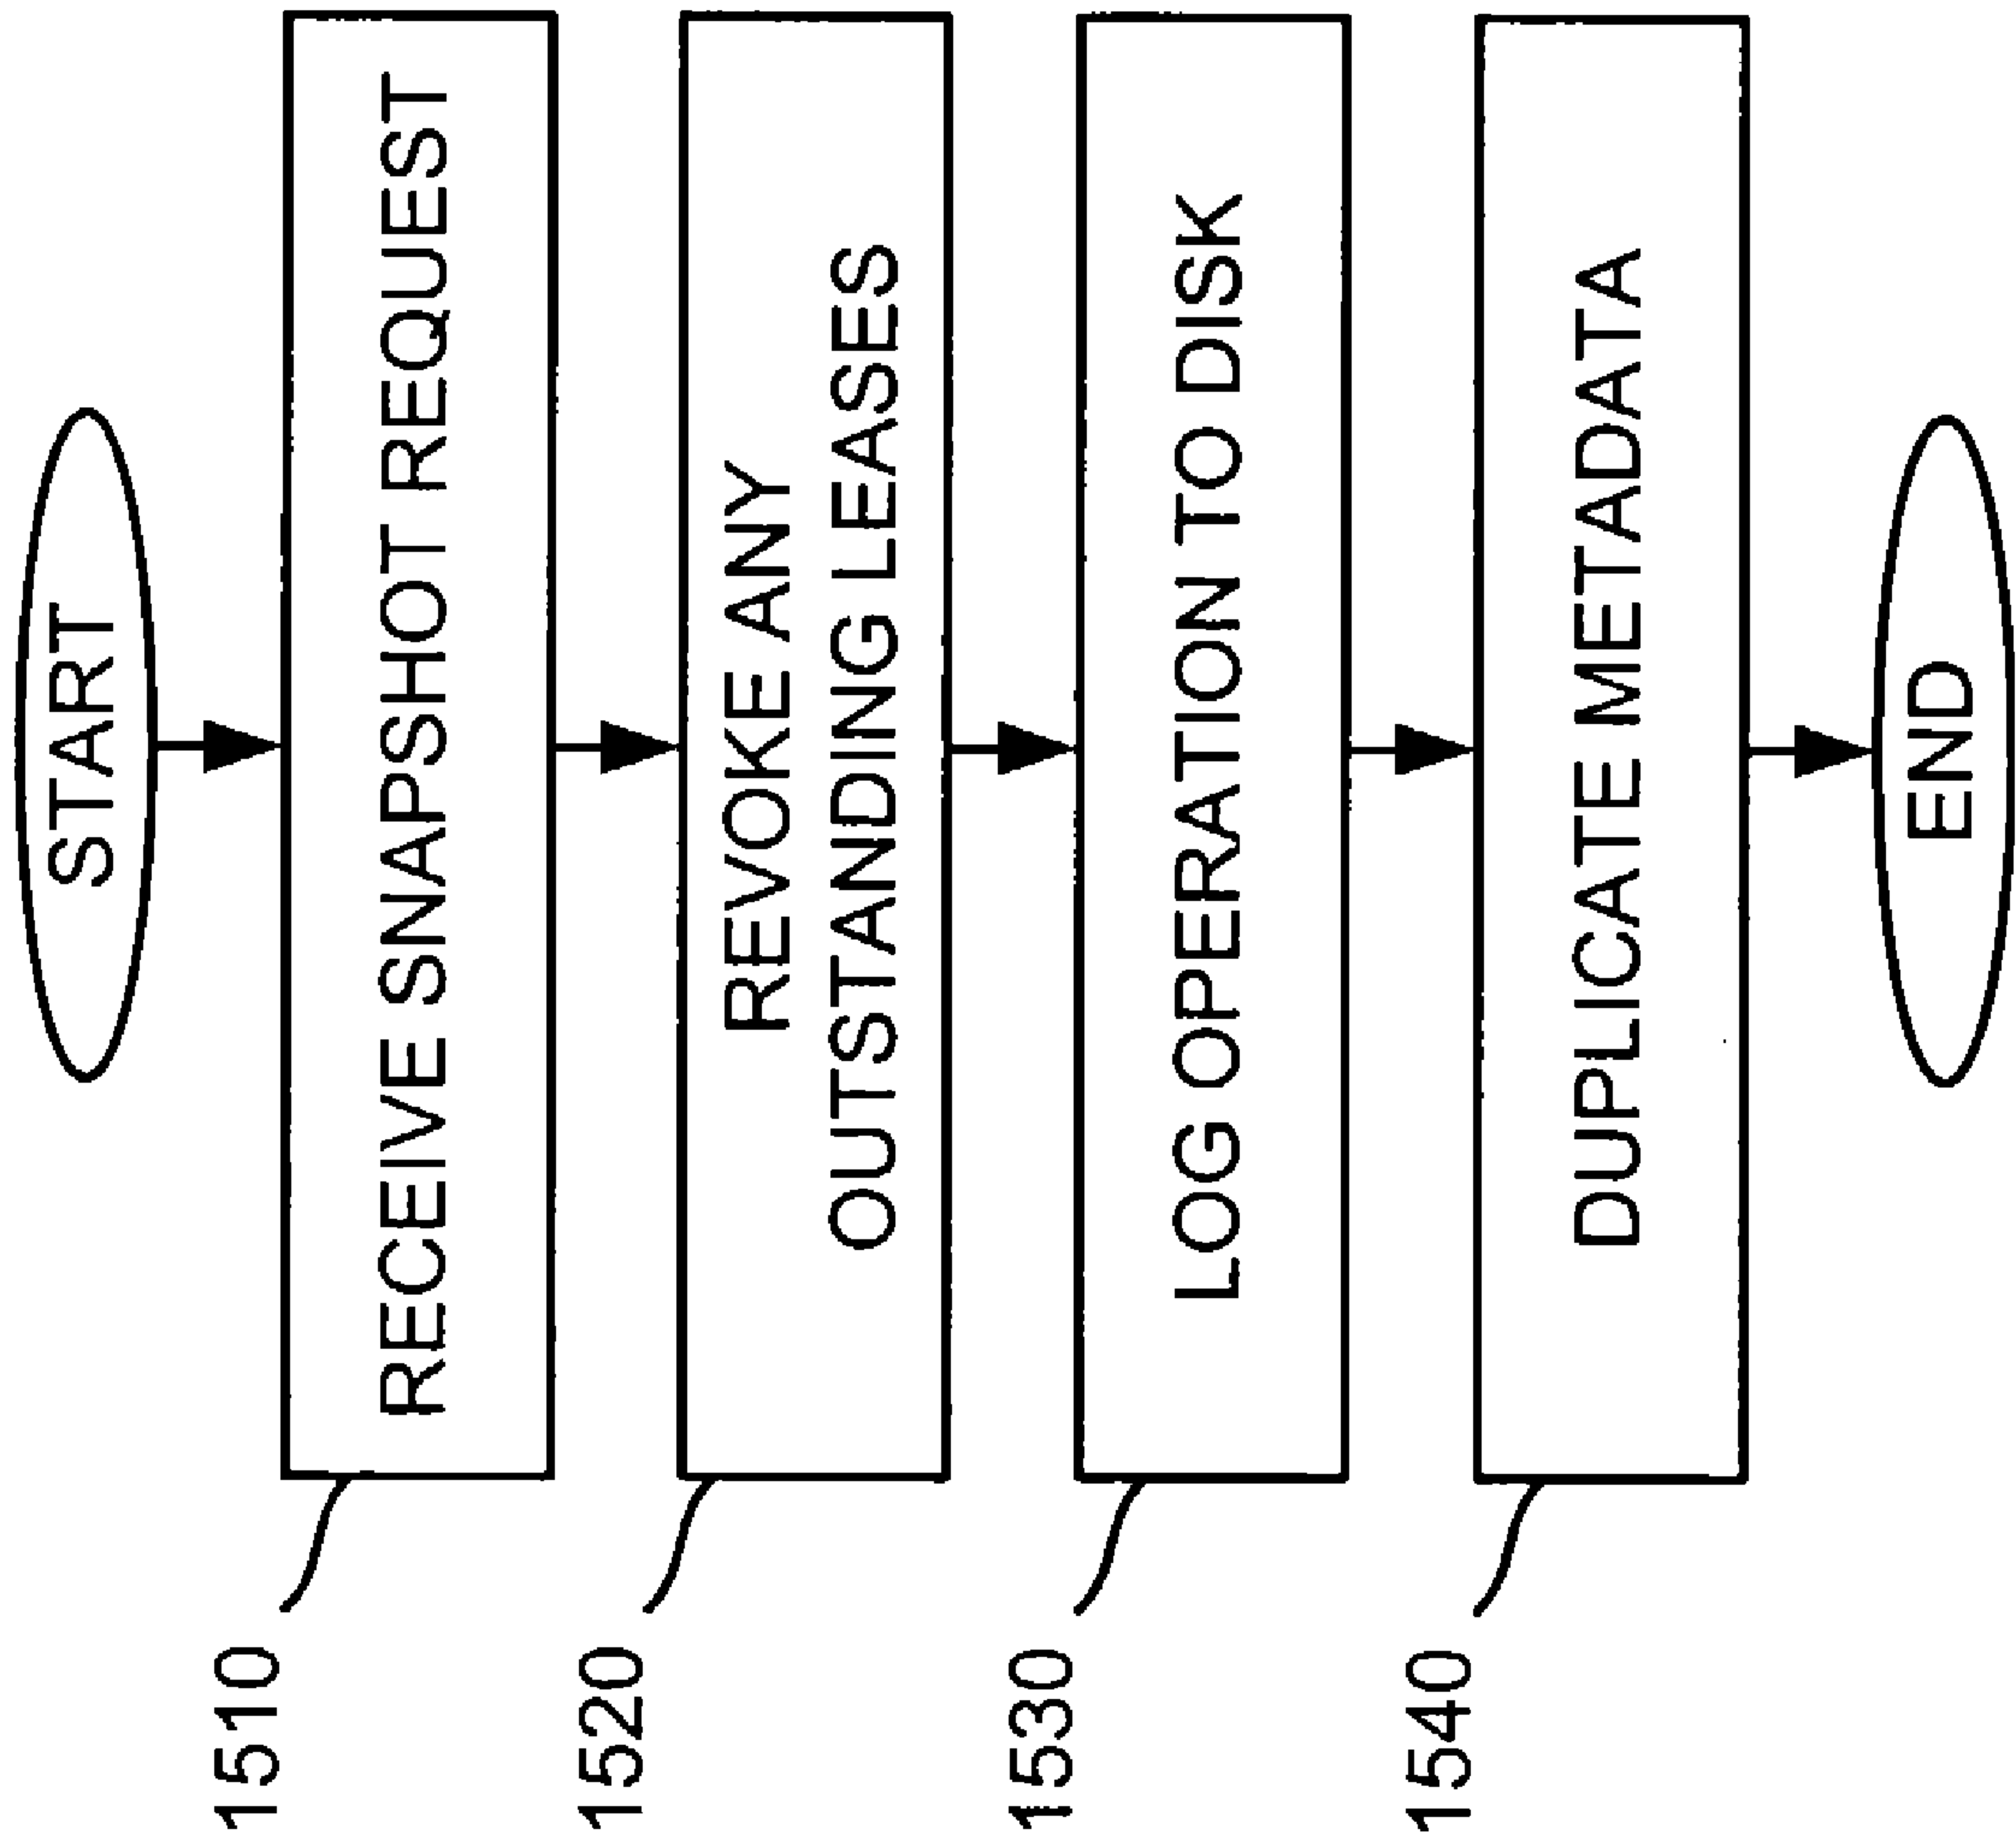 START
1510
RECEIVE SNAPSHOT REQUEST
1520
REVOKE ANY
OUTSTANDING LEASES
1530
LOG OPERATION TO DISK
1540
DUPLICATE METADATA
END